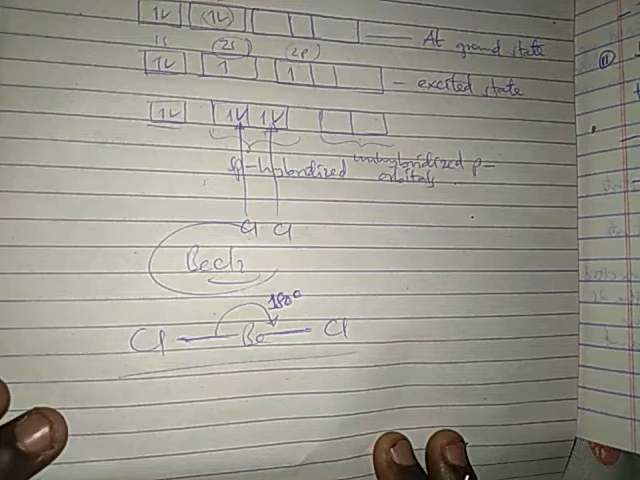 1L (1L) —— At ground state
1s (2s) (2p)
1L 1 1 – excited state
1L 1L 1L
sp-hybridized unhybridized p-
orbitals
Cl Cl
BeCl2
180°
Cl — Be — Cl
11